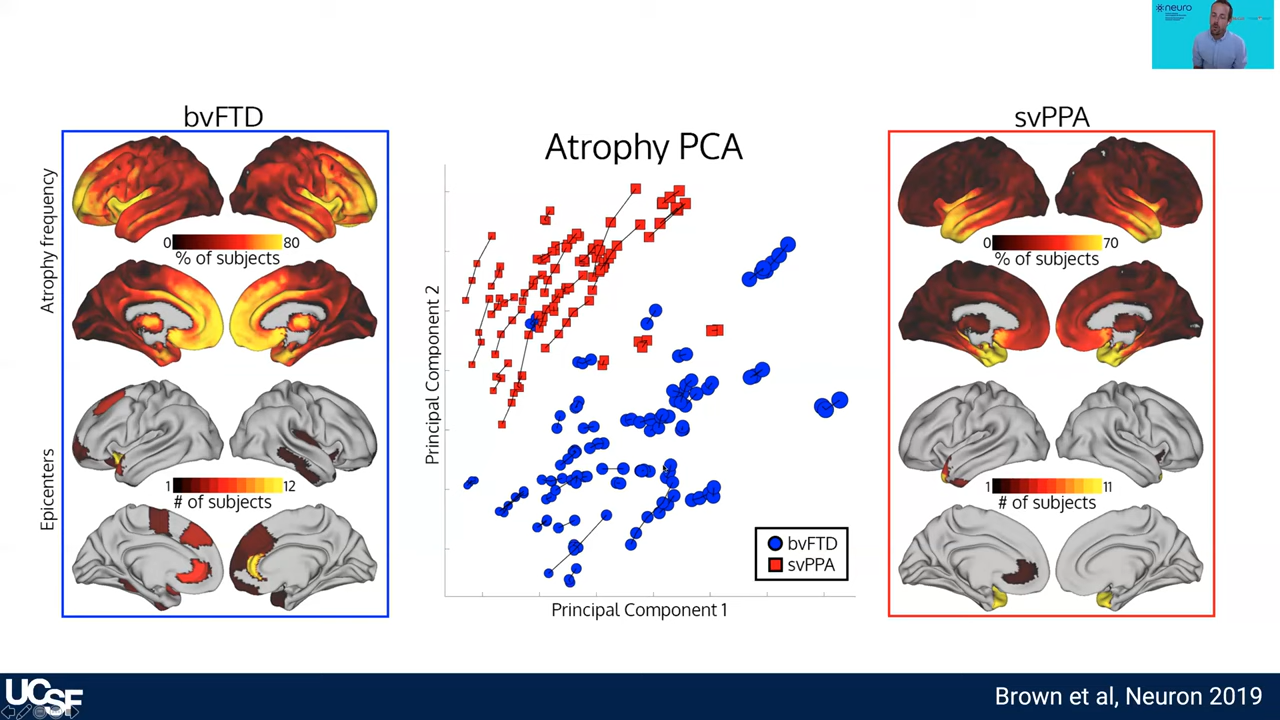 neuro
bvFTD
Atrophy frequency
0 80
% of subjects
Epicenters
1 12
# of subjects
Atrophy PCA
Principal Component 2
Principal Component 1
bvFTD
svPPA
svPPA
0 70
% of subjects
1 11
# of subjects
UCSF
Brown et al, Neuron 2019